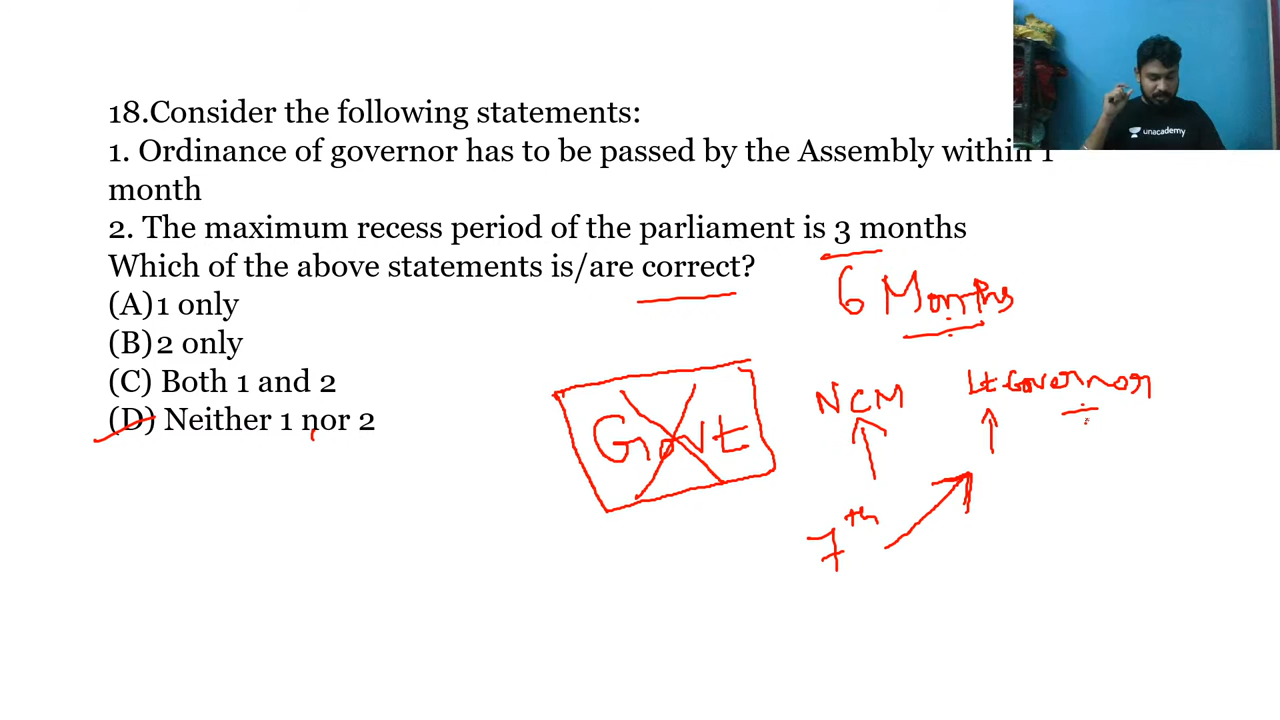 18.Consider the following statements:
1. Ordinance of governor has to be passed by the Assembly within 1
month
2. The maximum recess period of the parliament is 3 months
Which of the above statements is/are correct?
(A) 1 only
(B) 2 only
(C) Both 1 and 2
(D) Neither 1 nor 2
6 Months
Govt
NCM
Lt Governor
7th
unacademy